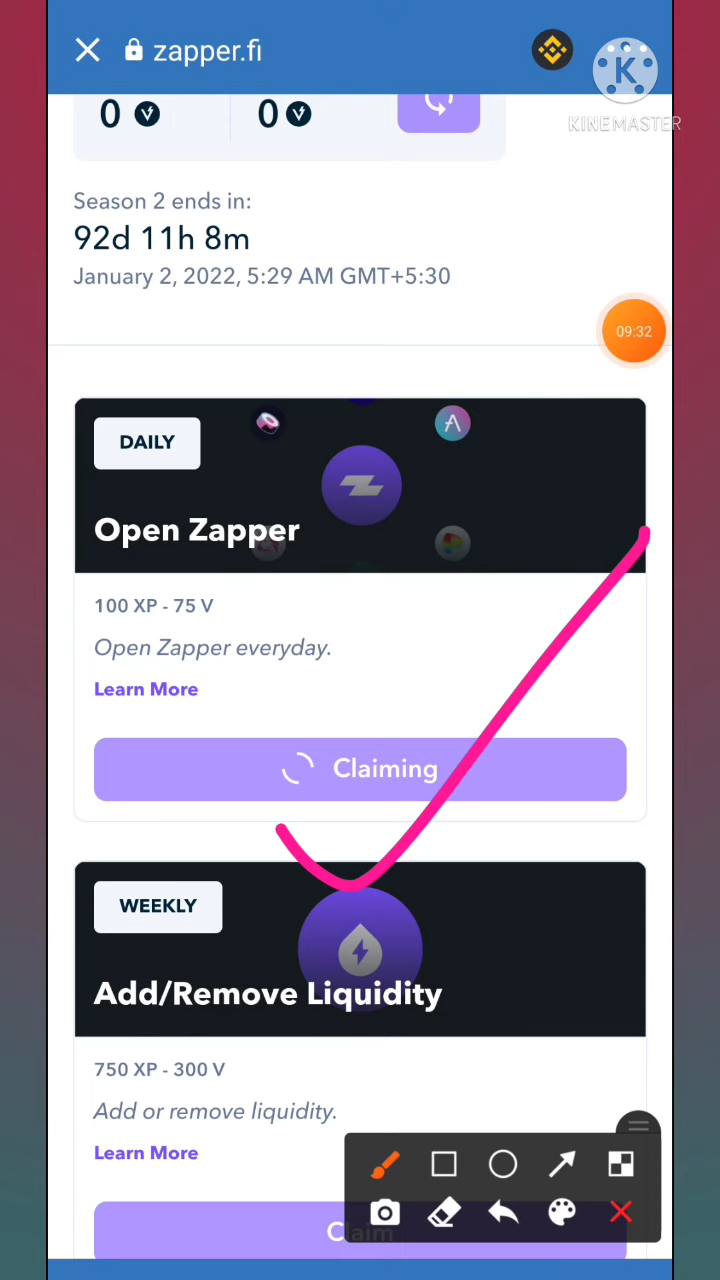 zapper.fi
K
KINEMASTER
0
0
Season 2 ends in:
92d 11h 8m
January 2, 2022, 5:29 AM GMT+5:30
09:32
DAILY
Open Zapper
100 XP - 75 V
Open Zapper everyday.
Learn More
Claiming
WEEKLY
Add/Remove Liquidity
750 XP - 300 V
Add or remove liquidity.
Learn More
Claim